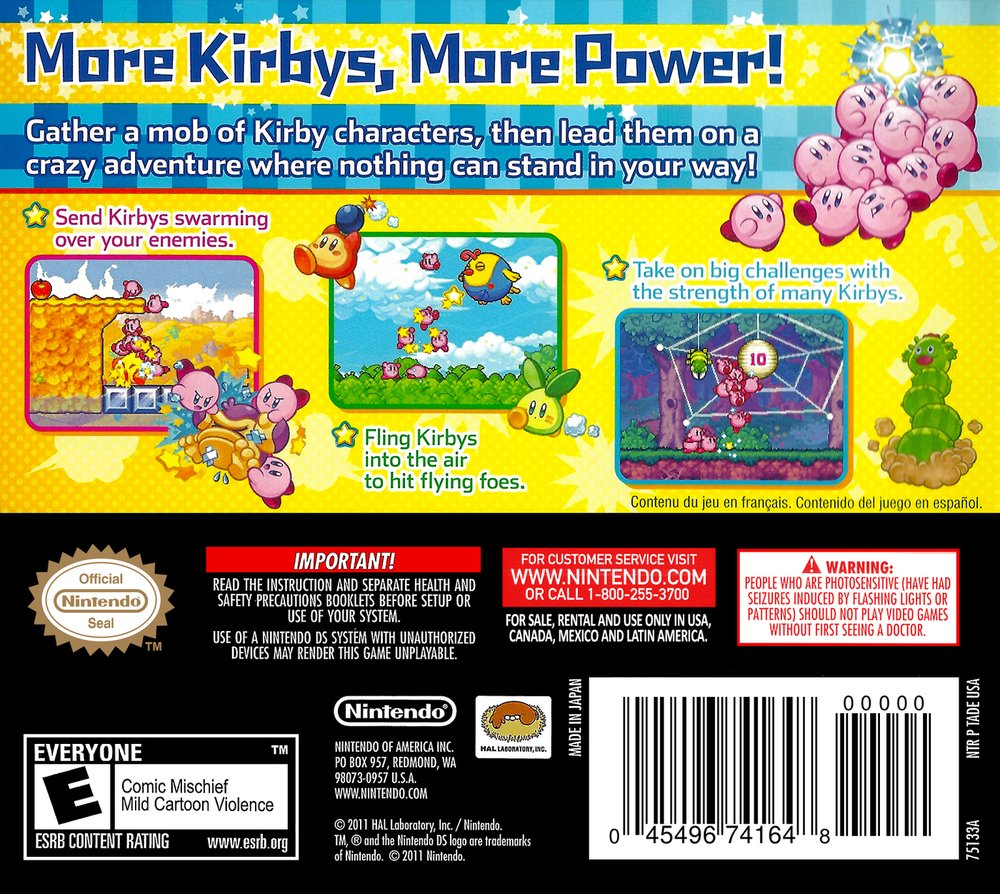 More Kirbys, More Power!
Gather a mob of Kirby characters, then lead them on a
crazy adventure where nothing can stand in your way!
Send Kirbys swarming
over your enemies.
Fling Kirbys
into the air
to hit flying foes.
Take on big challenges with
the strength of many Kirbys.
10
?!
Contenu du jeu en français. Contenido del juego en español.
Official
Nintendo
Seal
TM
IMPORTANT!
READ THE INSTRUCTION AND SEPARATE HEALTH AND
SAFETY PRECAUTIONS BOOKLETS BEFORE SETUP OR
USE OF YOUR SYSTEM.
USE OF A NINTENDO DS SYSTEM WITH UNAUTHORIZED
DEVICES MAY RENDER THIS GAME UNPLAYABLE.
FOR CUSTOMER SERVICE VISIT
WWW.NINTENDO.COM
OR CALL 1-800-255-3700
FOR SALE, RENTAL AND USE ONLY IN USA,
CANADA, MEXICO AND LATIN AMERICA.
WARNING:
PEOPLE WHO ARE PHOTOSENSITIVE (HAVE HAD
SEIZURES INDUCED BY FLASHING LIGHTS OR
PATTERNS) SHOULD NOT PLAY VIDEO GAMES
WITHOUT FIRST SEEING A DOCTOR.
EVERYONE TM
E
Comic Mischief
Mild Cartoon Violence
ESRB CONTENT RATING www.esrb.org
Nintendo®
HAL LABORATORY, INC.
NINTENDO OF AMERICA INC.
PO BOX 957, REDMOND, WA
98073-0957 U.S.A.
WWW.NINTENDO.COM
© 2011 HAL Laboratory, Inc. / Nintendo.
TM, ® and the Nintendo DS logo are trademarks
of Nintendo. © 2011 Nintendo.
MADE IN JAPAN
00000
0 45496 74164 8
NTR P TADE USA
75133A